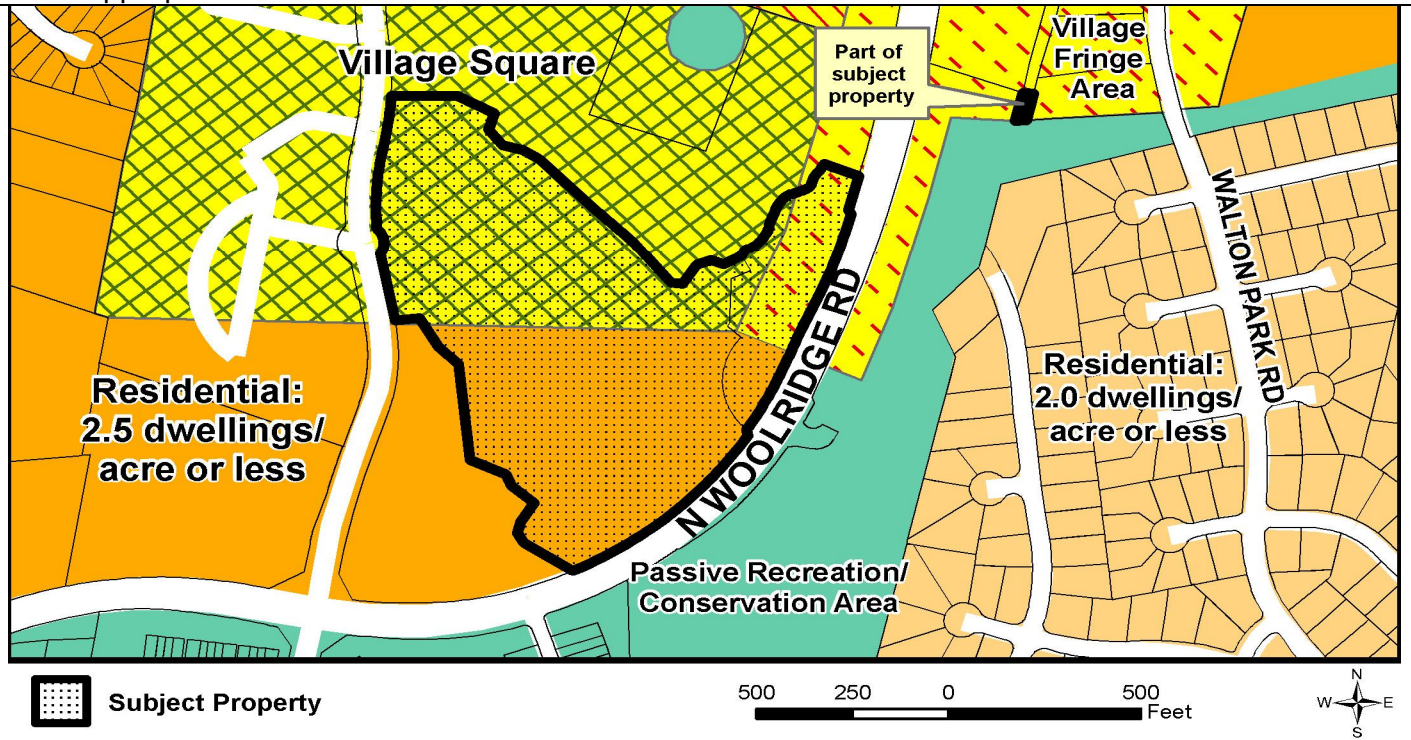 Village Square
Part of
subject
property
Village
Fringe
Area
WALTON PARK RD
N WOOLRIDGE RD
Residential:
2.5 dwellings/
acre or less
Residential:
2.0 dwellings/
acre or less
Passive Recreation/
Conservation Area
Subject Property
500 250 0 500
Feet
N
W E
S